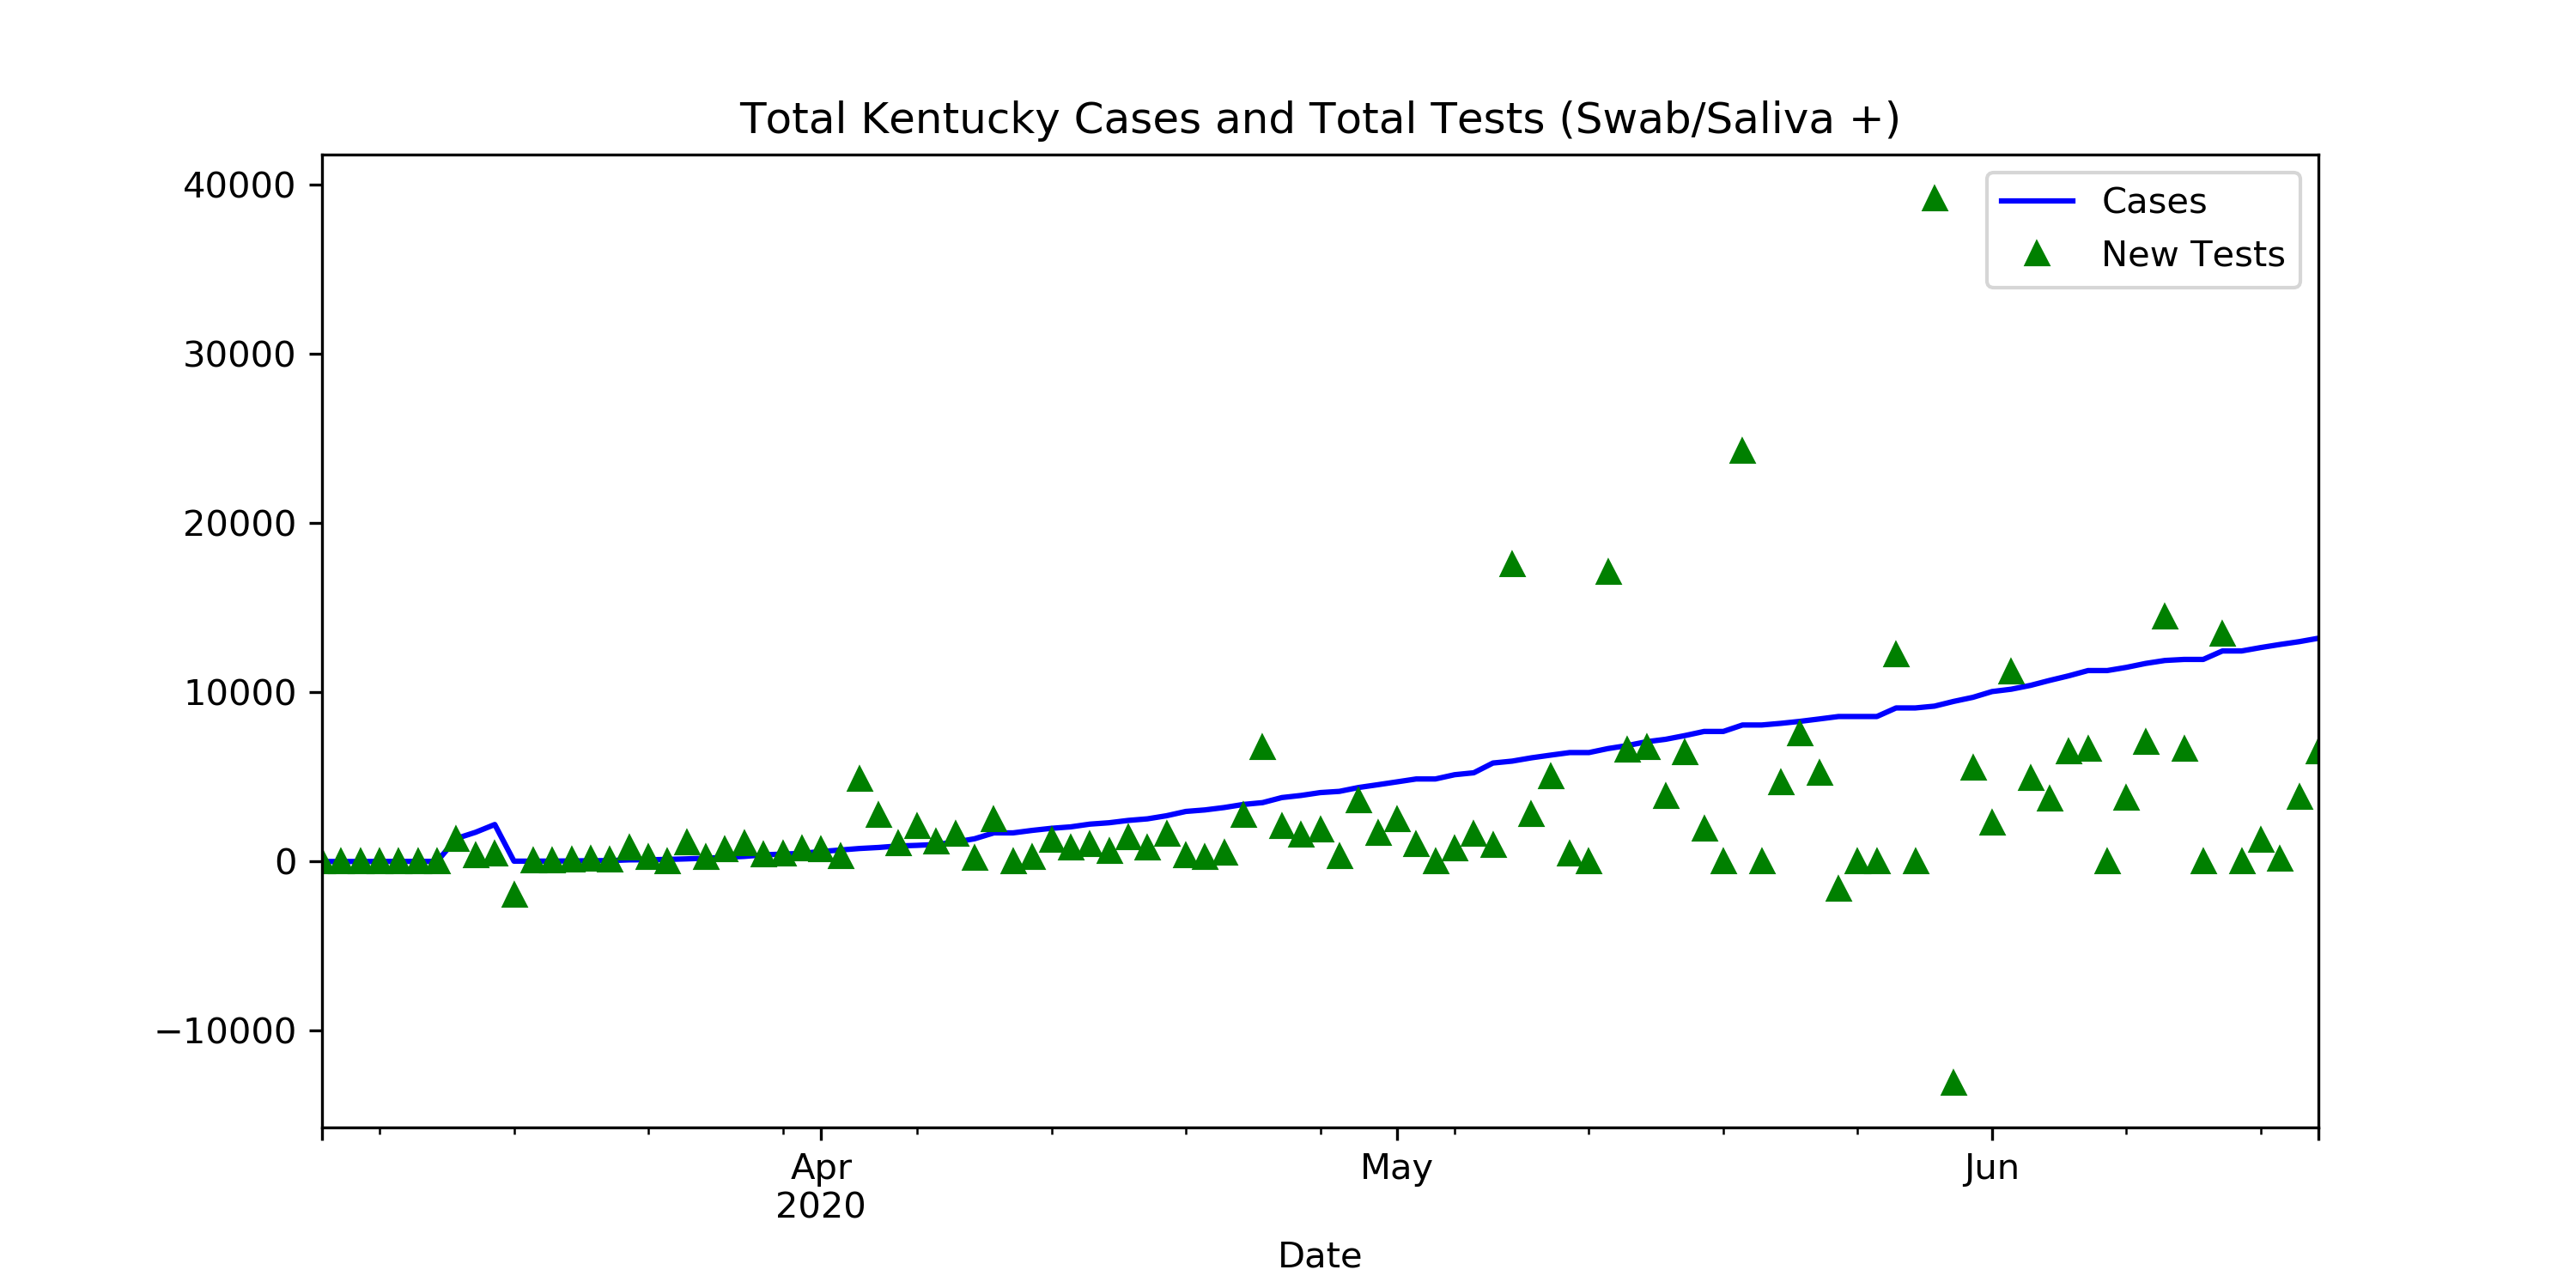 Total Kentucky Cases and Total Tests (Swab/Saliva +)
40000
30000
20000
10000
0
−10000
Cases
New Tests
Apr
2020
May
Jun
Date